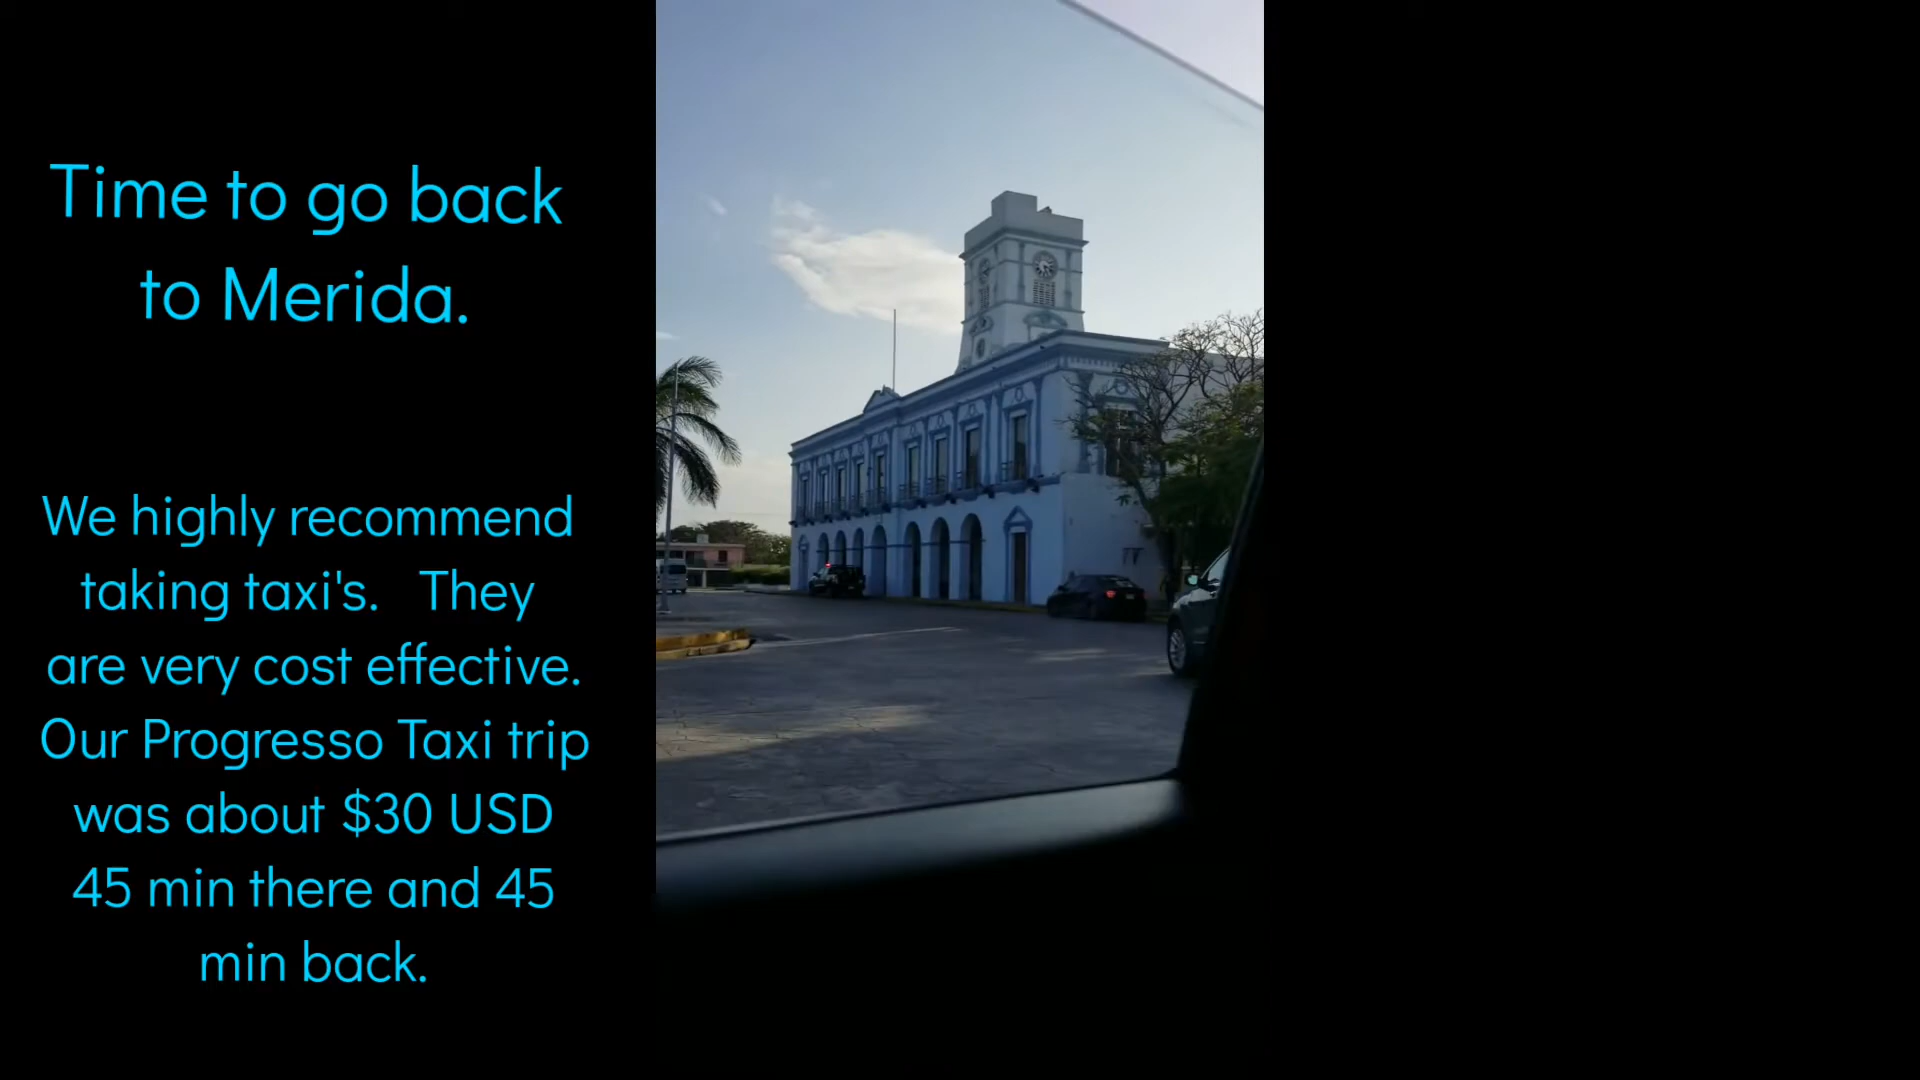 Time to go back
to Merida.
We highly recommend
taking taxi's.   They
are very cost effective.
Our Progresso Taxi trip
was about $30 USD
45 min there and 45
min back.